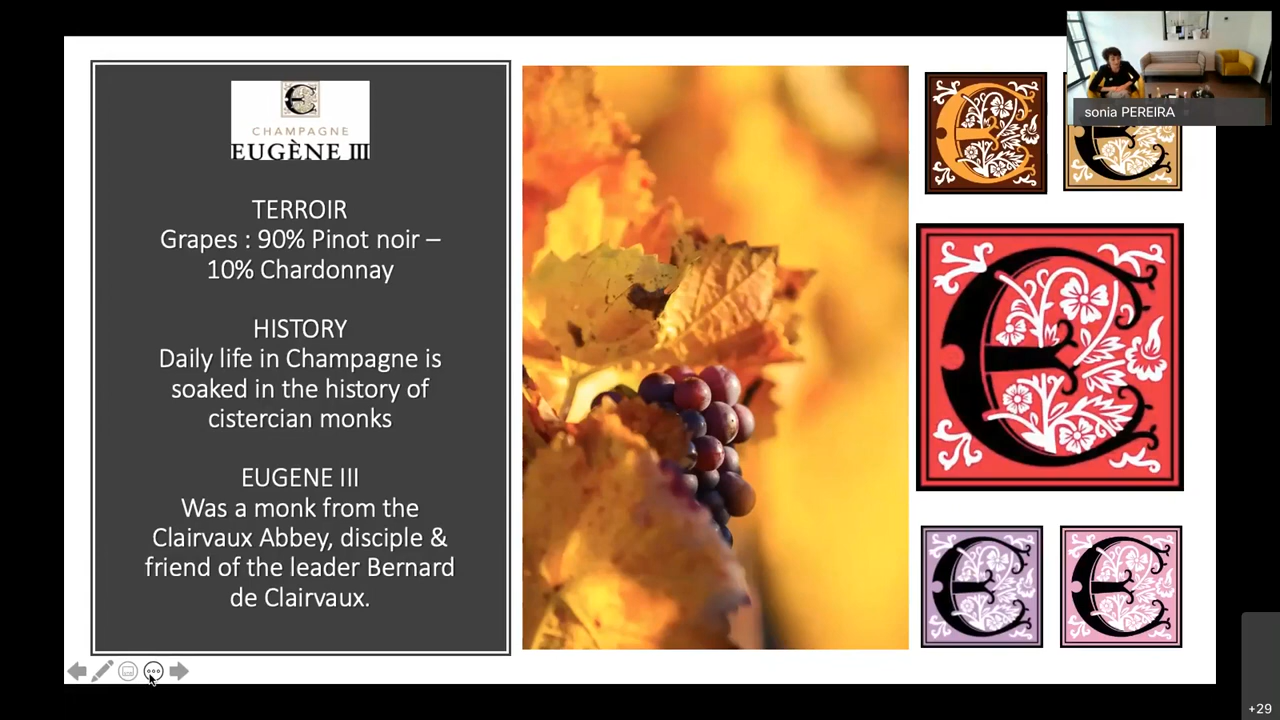 CHAMPAGNE
EUGÈNE III
TERROIR
Grapes : 90% Pinot noir –
10% Chardonnay
HISTORY
Daily life in Champagne is
soaked in the history of
cistercian monks
EUGENE III
Was a monk from the
Clairvaux Abbey, disciple &
friend of the leader Bernard
de Clairvaux.
E
E
E
E
E
E
sonia PEREIRA
+29